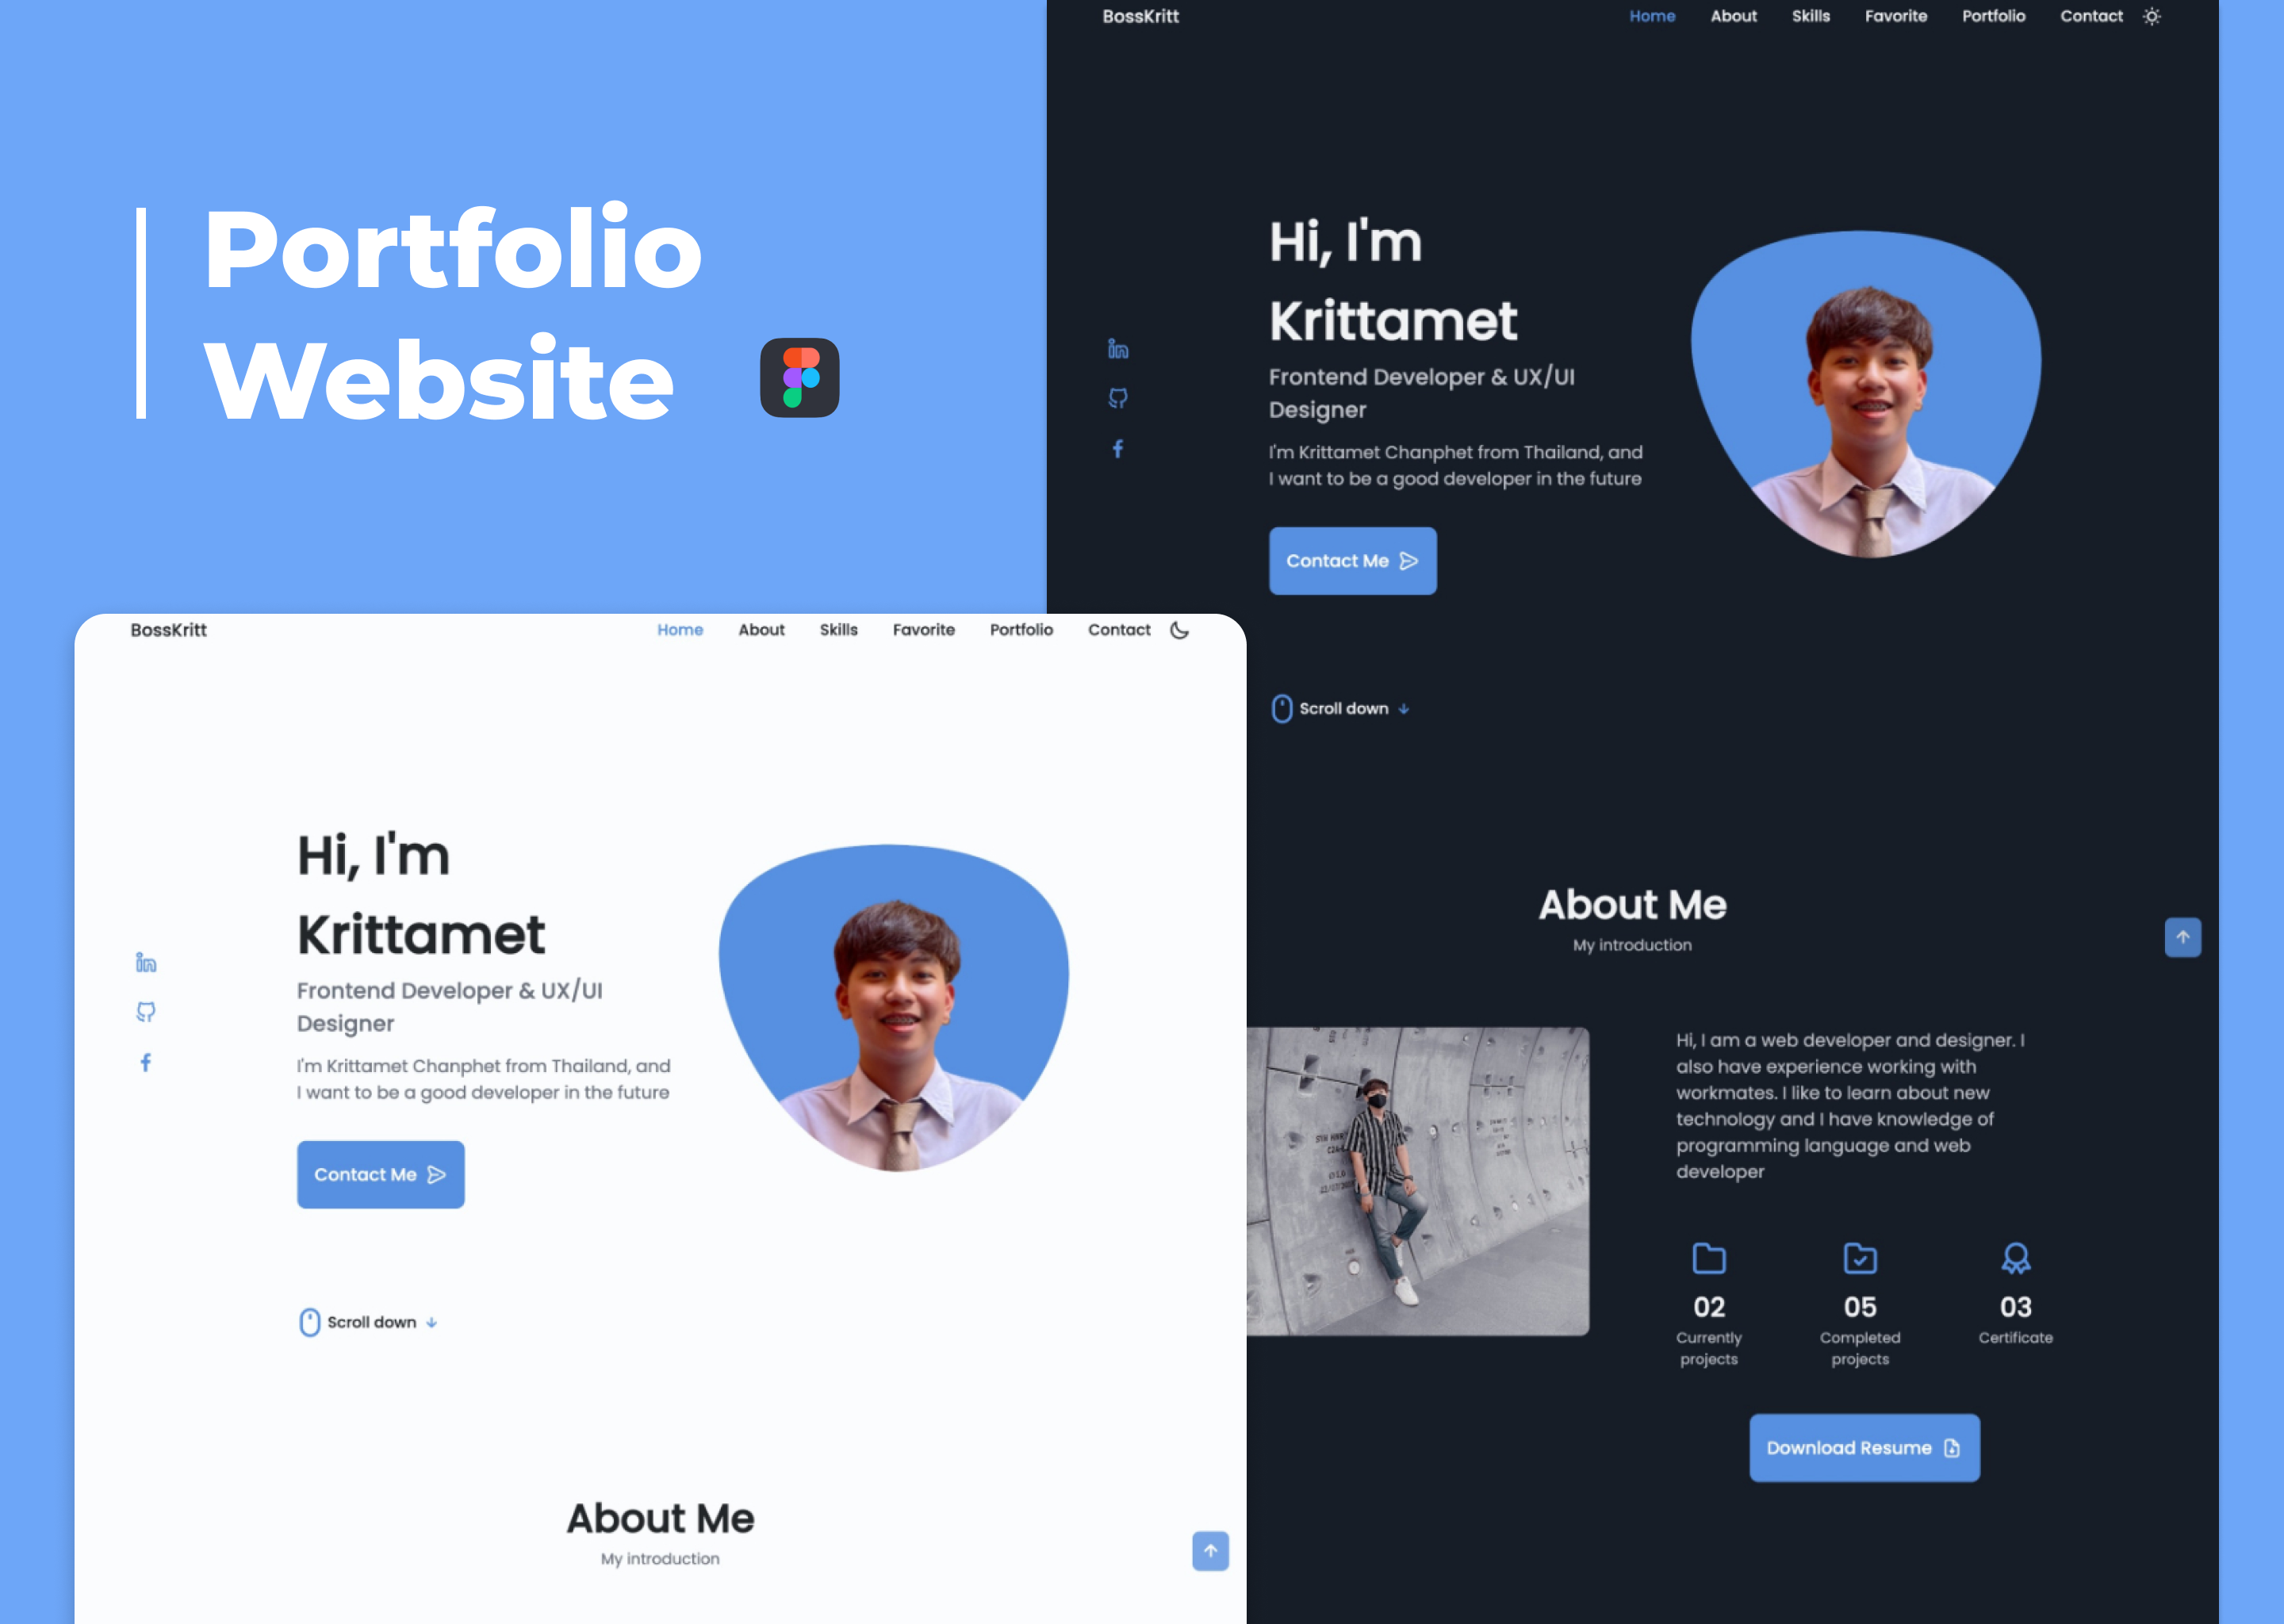 Portfolio
Website
BossKritt
Home About Skills Favorite Portfolio Contact
Hi, I'm
Krittamet
Frontend Developer & UX/UI
Designer
I'm Krittamet Chanphet from Thailand, and
I want to be a good developer in the future
Contact Me
Scroll down
About Me
My introduction
Hi, I am a web developer and designer. I
also have experience working with
workmates. I like to learn about new
technology and I have knowledge of
programming language and web
developer
02
Currently
projects
05
Completed
projects
03
Certificate
Download Resume
BossKritt
Home About Skills Favorite Portfolio Contact
Hi, I'm
Krittamet
Frontend Developer & UX/UI
Designer
I'm Krittamet Chanphet from Thailand, and
I want to be a good developer in the future
Contact Me
Scroll down
About Me
My introduction